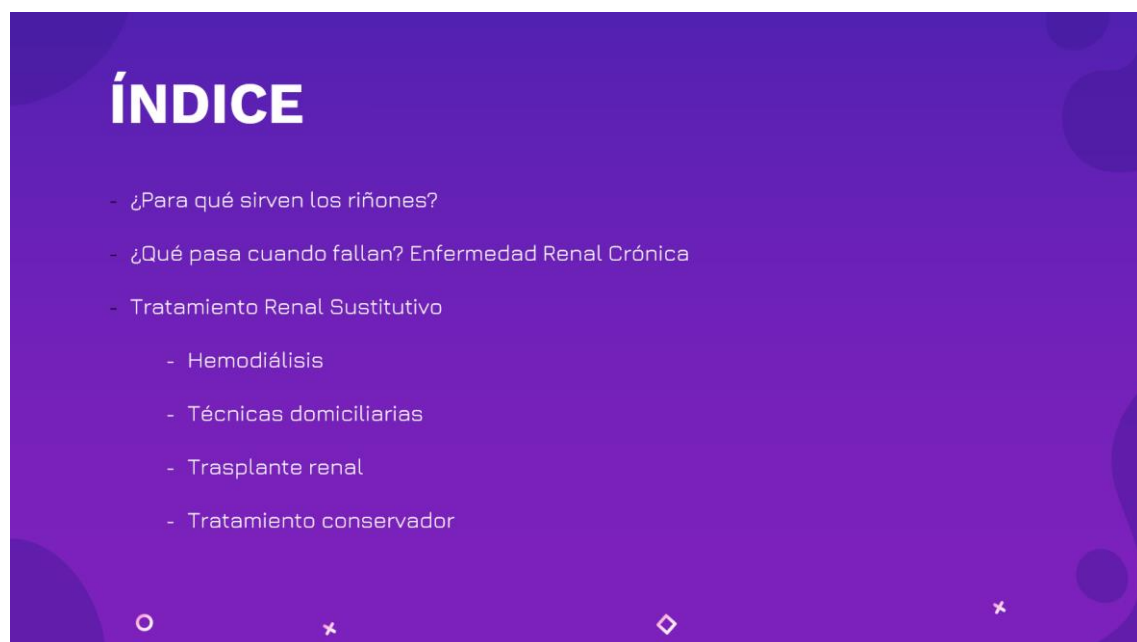 ÍNDICE
- ¿Para qué sirven los riñones?
- ¿Qué pasa cuando fallan? Enfermedad Renal Crónica
- Tratamiento Renal Sustitutivo
- Hemodiálisis
- Técnicas domiciliarias
- Trasplante renal
- Tratamiento conservador